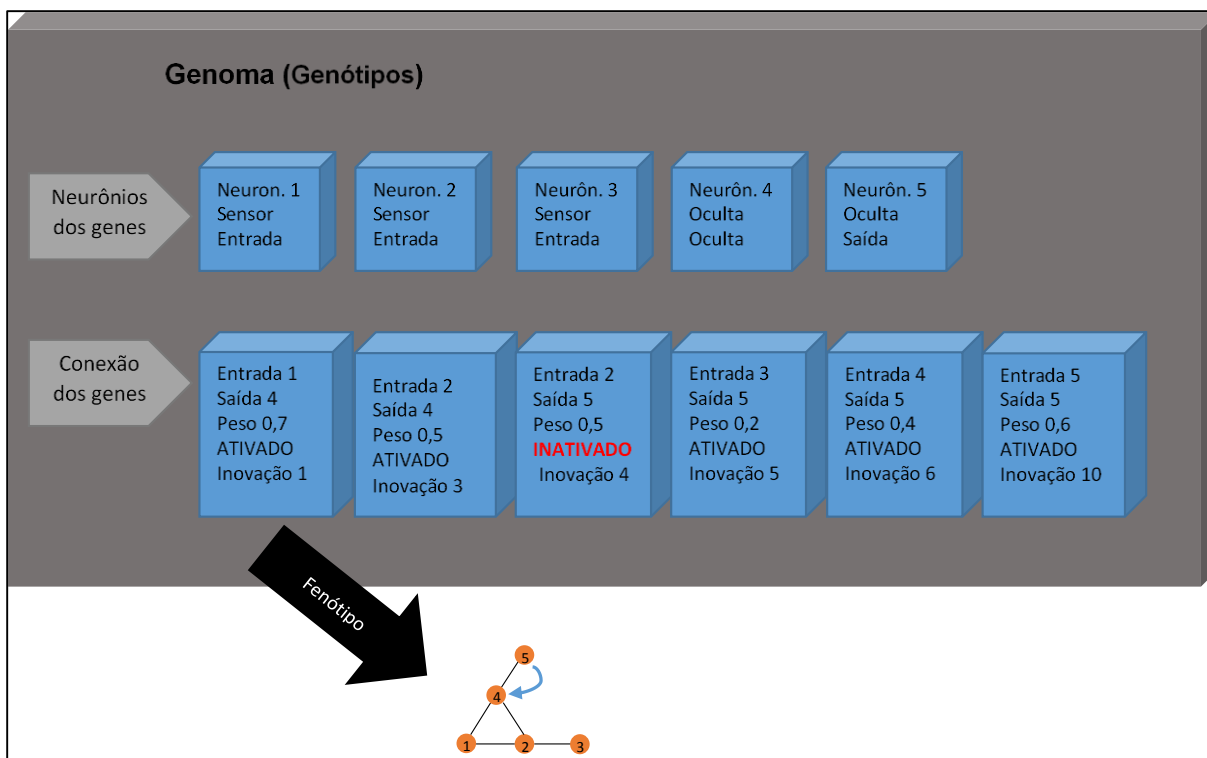 Genoma (Genótipos)
Neurônios
dos genes
Neuron. 1
Sensor
Entrada
Neuron. 2
Sensor
Entrada
Neurôn. 3
Sensor
Entrada
Neurôn. 4
Oculta
Oculta
Neurôn. 5
Oculta
Saída
Conexão
dos genes
Entrada 1
Saída 4
Peso 0,7
ATIVADO
Inovação 1
Entrada 2
Saída 4
Peso 0,5
ATIVADO
Inovação 3
Entrada 2
Saída 5
Peso 0,5
INATIVADO
Inovação 4
Entrada 3
Saída 5
Peso 0,2
ATIVADO
Inovação 5
Entrada 4
Saída 5
Peso 0,4
ATIVADO
Inovação 6
Entrada 5
Saída 5
Peso 0,6
ATIVADO
Inovação 10
Fenótipo
5
4
1
2
3